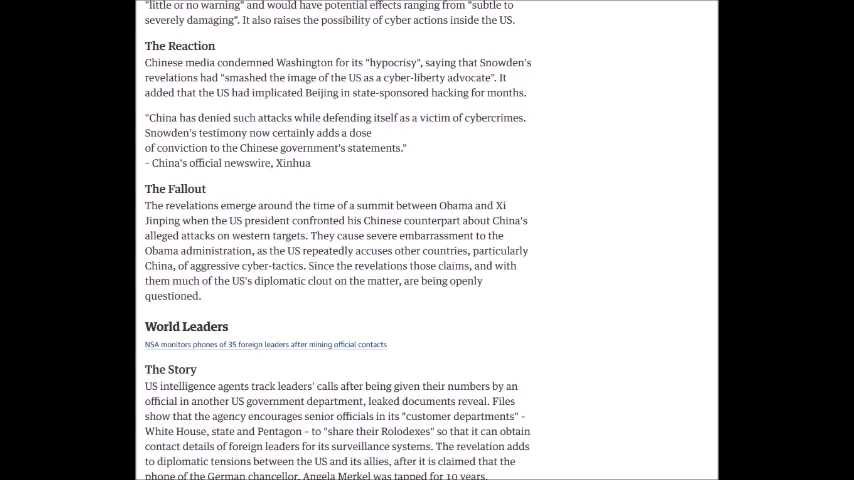 "little or no warning" and would have potential effects ranging from "subtle to
severely damaging". It also raises the possibility of cyber actions inside the US.
The Reaction
Chinese media condemned Washington for its "hypocrisy", saying that Snowden's
revelations had "smashed the image of the US as a cyber-liberty advocate". It
added that the US had implicated Beijing in state-sponsored hacking for months.
"China has denied such attacks while defending itself as a victim of cybercrimes.
Snowden's testimony now certainly adds a dose
of conviction to the Chinese government's statements."
– China's official newswire, Xinhua
The Fallout
The revelations emerge around the time of a summit between Obama and Xi
Jinping when the US president confronted his Chinese counterpart about China's
alleged attacks on western targets. They cause severe embarrassment to the
Obama administration, as the US repeatedly accuses other countries, particularly
China, of aggressive cyber-tactics. Since the revelations those claims, and with
them much of the US's diplomatic clout on the matter, are being openly
questioned.
World Leaders
NSA monitors phones of 35 foreign leaders after mining official contacts
The Story
US intelligence agents track leaders' calls after being given their numbers by an
official in another US government department, leaked documents reveal. Files
show that the agency encourages senior officials in its "customer departments" –
White House, state and Pentagon – to "share their Rolodexes" so that it can obtain
contact details of foreign leaders for its surveillance systems. The revelation adds
to diplomatic tensions between the US and its allies, after it is claimed that the
phone of the German chancellor, Angela Merkel was tapped for 10 years.